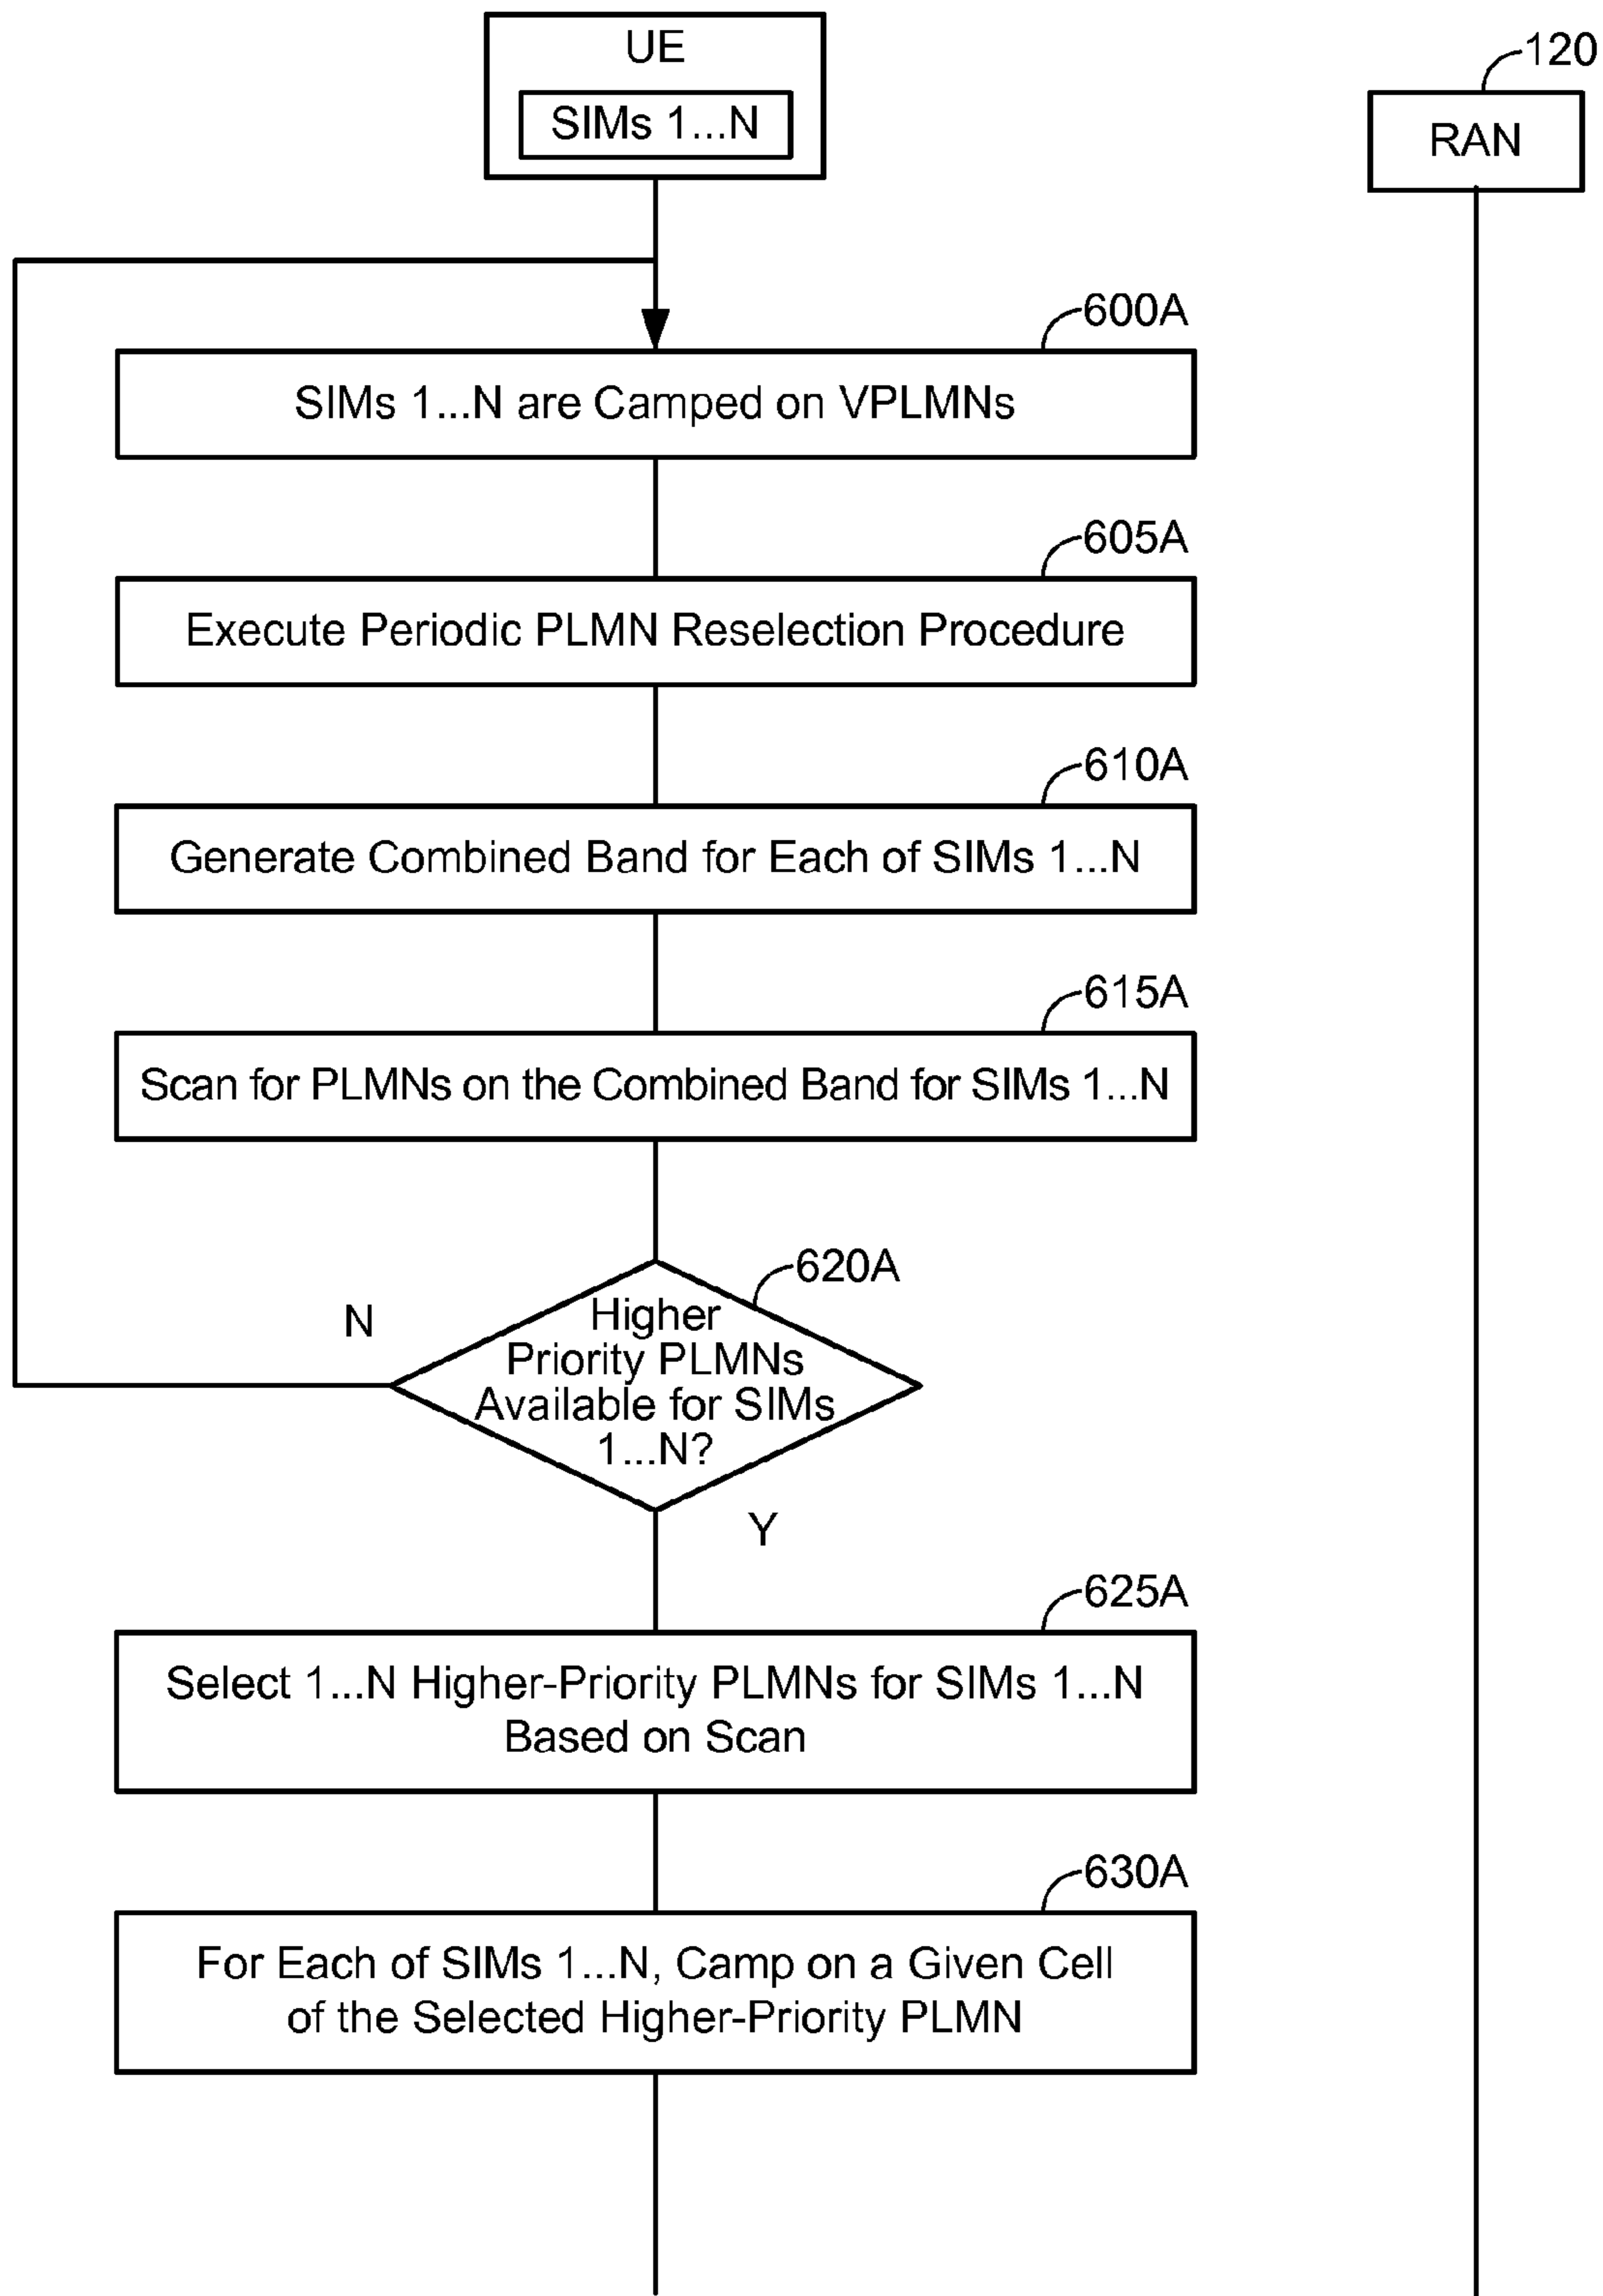 UE
SIMs 1...N
120
RAN
600A
SIMs 1...N are Camped on VPLMNs
605A
Execute Periodic PLMN Reselection Procedure
610A
Generate Combined Band for Each of SIMs 1...N
615A
Scan for PLMNs on the Combined Band for SIMs 1...N
620A
N
Higher
Priority PLMNs
Available for SIMs
1...N?
Y
625A
Select 1...N Higher-Priority PLMNs for SIMs 1...N
Based on Scan
630A
For Each of SIMs 1...N, Camp on a Given Cell
of the Selected Higher-Priority PLMN